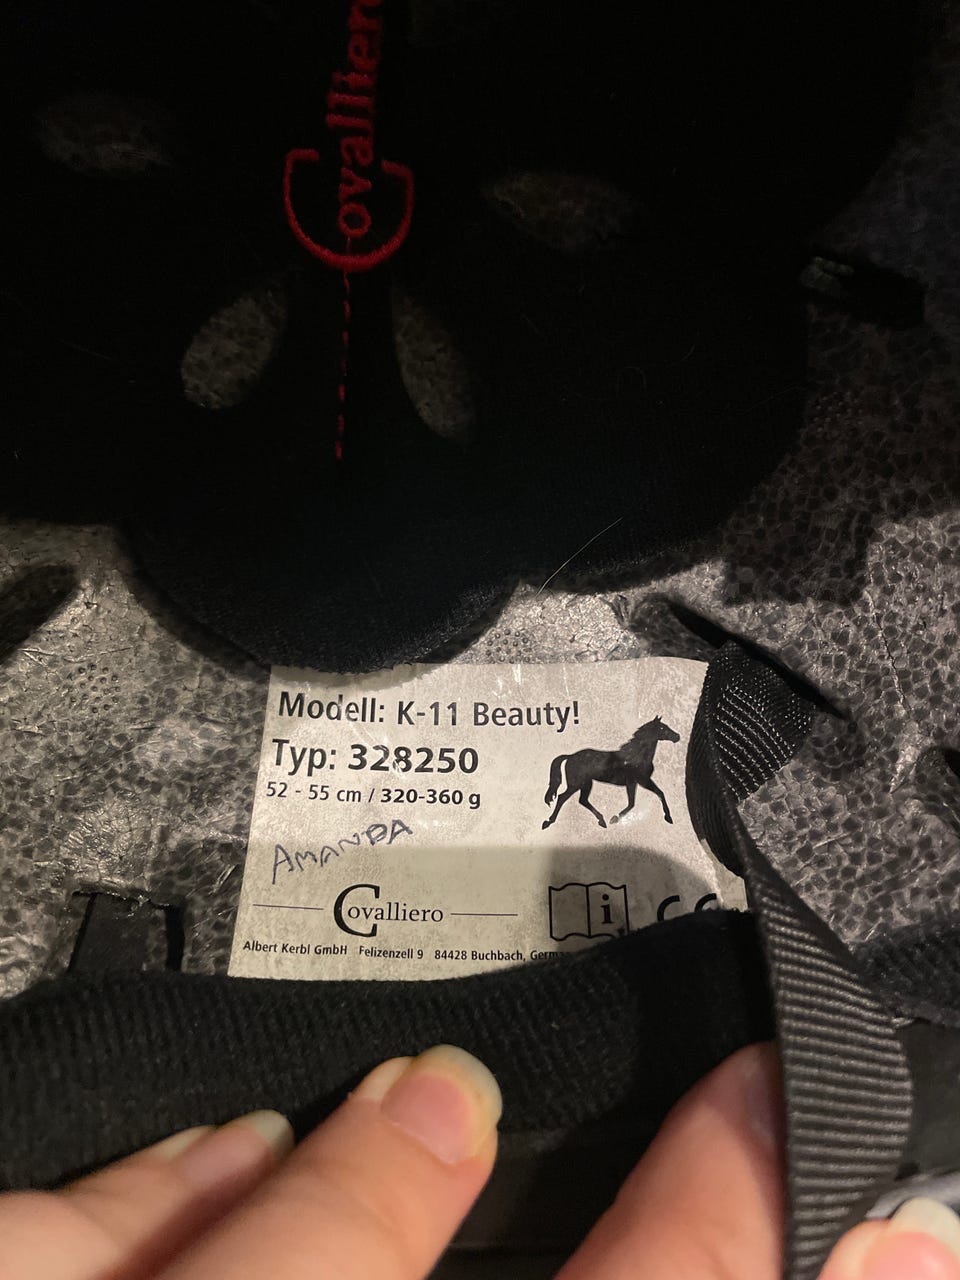 Covalliero
Modell: K-11 Beauty!
Typ: 328250
52 - 55 cm / 320-360 g
AMANDA
Covalliero
i
CE
Albert Kerbl GmbH Felizenzell 9 84428 Buchbach,